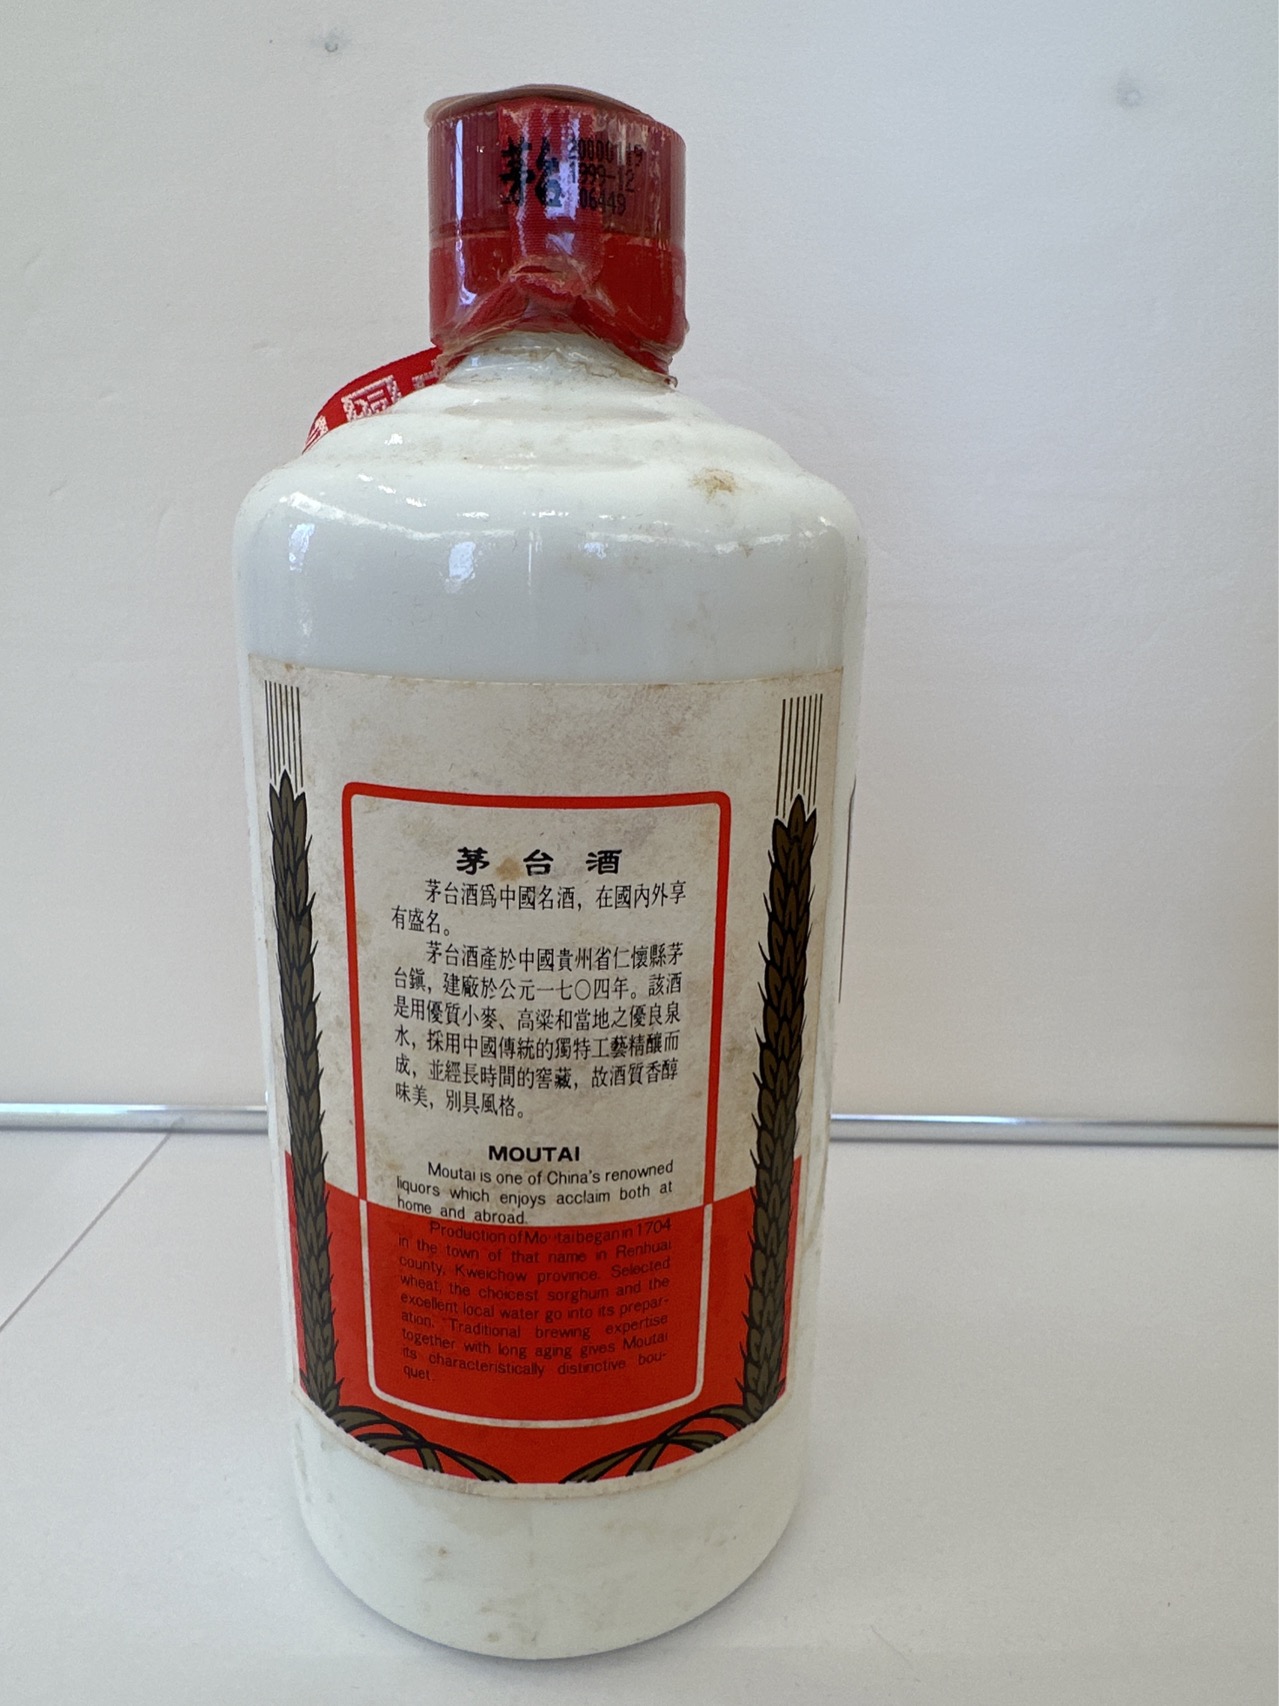 茅台
1999-12
茅台酒
茅台酒爲中國名酒，在國內外享
有盛名。
茅台酒產於中國貴州省仁懷縣茅
台鎮，建廠於公元一七〇四年。該酒
是用優質小麥、高粱和當地之優良泉
水，採用中國傳統的獨特工藝精釀而
成，並經長時間的窖藏，故酒質香醇
味美，別具風格。
MOUTAI
Moutai is one of China's renowned
liquors which enjoys acclaim both at
home and abroad.
Production of Moutai began in 1704
in the town of that name in Renhuai
county, Kweichow province. Selected
wheat, the choicest sorghum and the
excellent local water go into its prepar-
ation. Traditional brewing expertise
together with long aging gives Moutai
its characteristically distinctive bou-
quet.